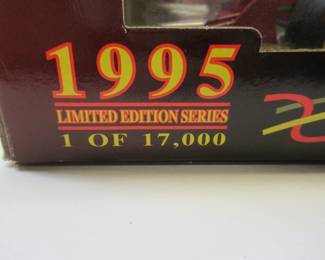 1995
LIMITED EDITION SERIES
1 OF 17,000